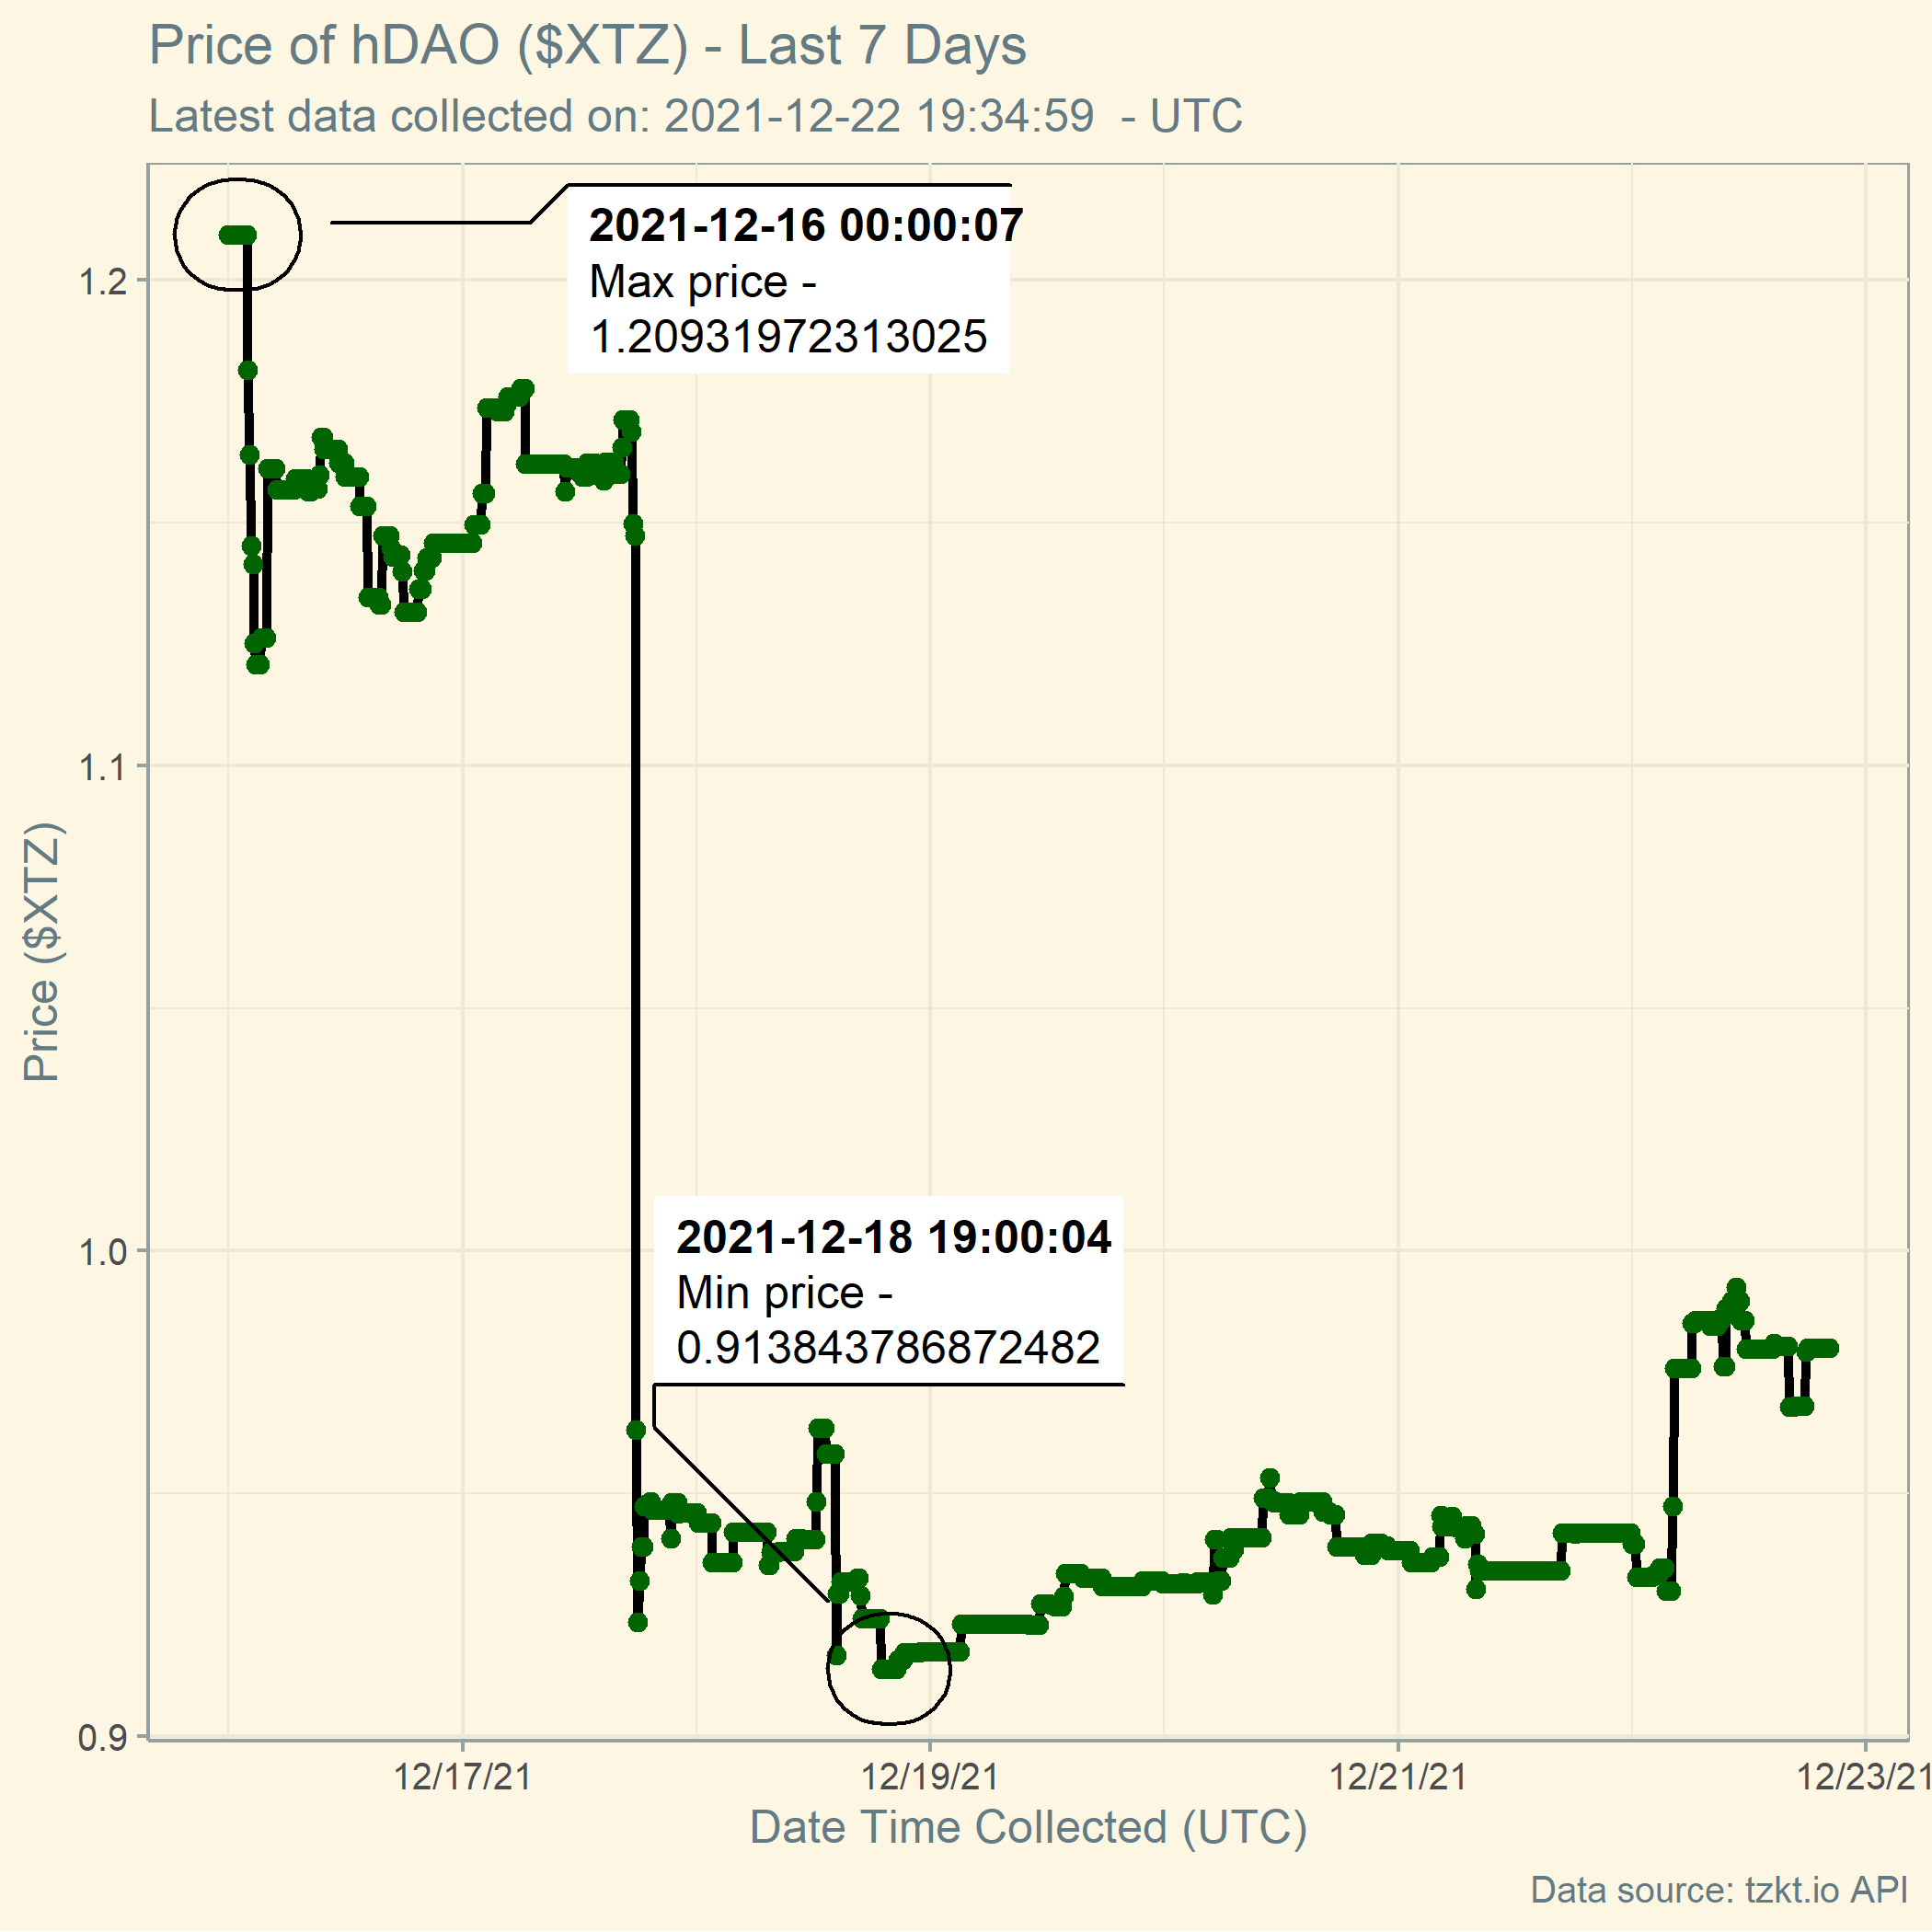 Price of hDAO ($XTZ) - Last 7 Days
Latest data collected on: 2021-12-22 19:34:59  - UTC
2021-12-16 00:00:07
Max price -
1.20931972313025
1.2
1.1
Price ($XTZ)
1.0
2021-12-18 19:00:04
Min price -
0.913843786872482
0.9
12/17/21
12/19/21
12/21/21
12/23/21
Date Time Collected (UTC)
Data source: tzkt.io API